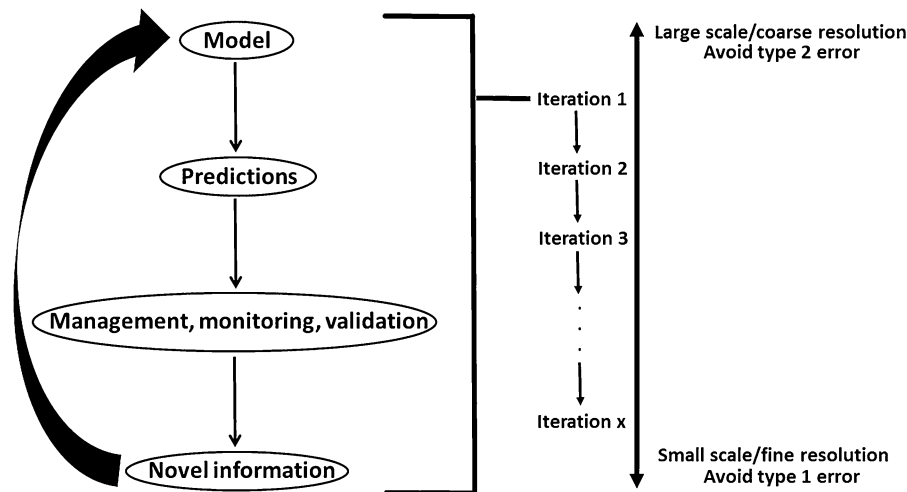 Model
Predictions
Management, monitoring, validation
Novel information
Iteration 1
Iteration 2
Iteration 3
Iteration x
Large scale/coarse resolution
Avoid type 2 error
Small scale/fine resolution
Avoid type 1 error